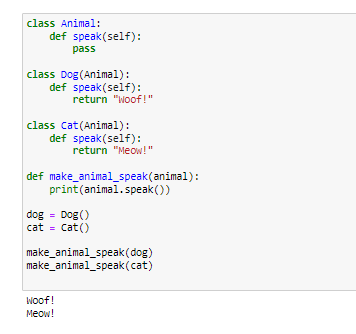 class Animal:
    def speak(self):
        pass

class Dog(Animal):
    def speak(self):
        return "Woof!"

class Cat(Animal):
    def speak(self):
        return "Meow!"

def make_animal_speak(animal):
    print(animal.speak())

dog = Dog()
cat = Cat()

make_animal_speak(dog)
make_animal_speak(cat)

Woof!
Meow!